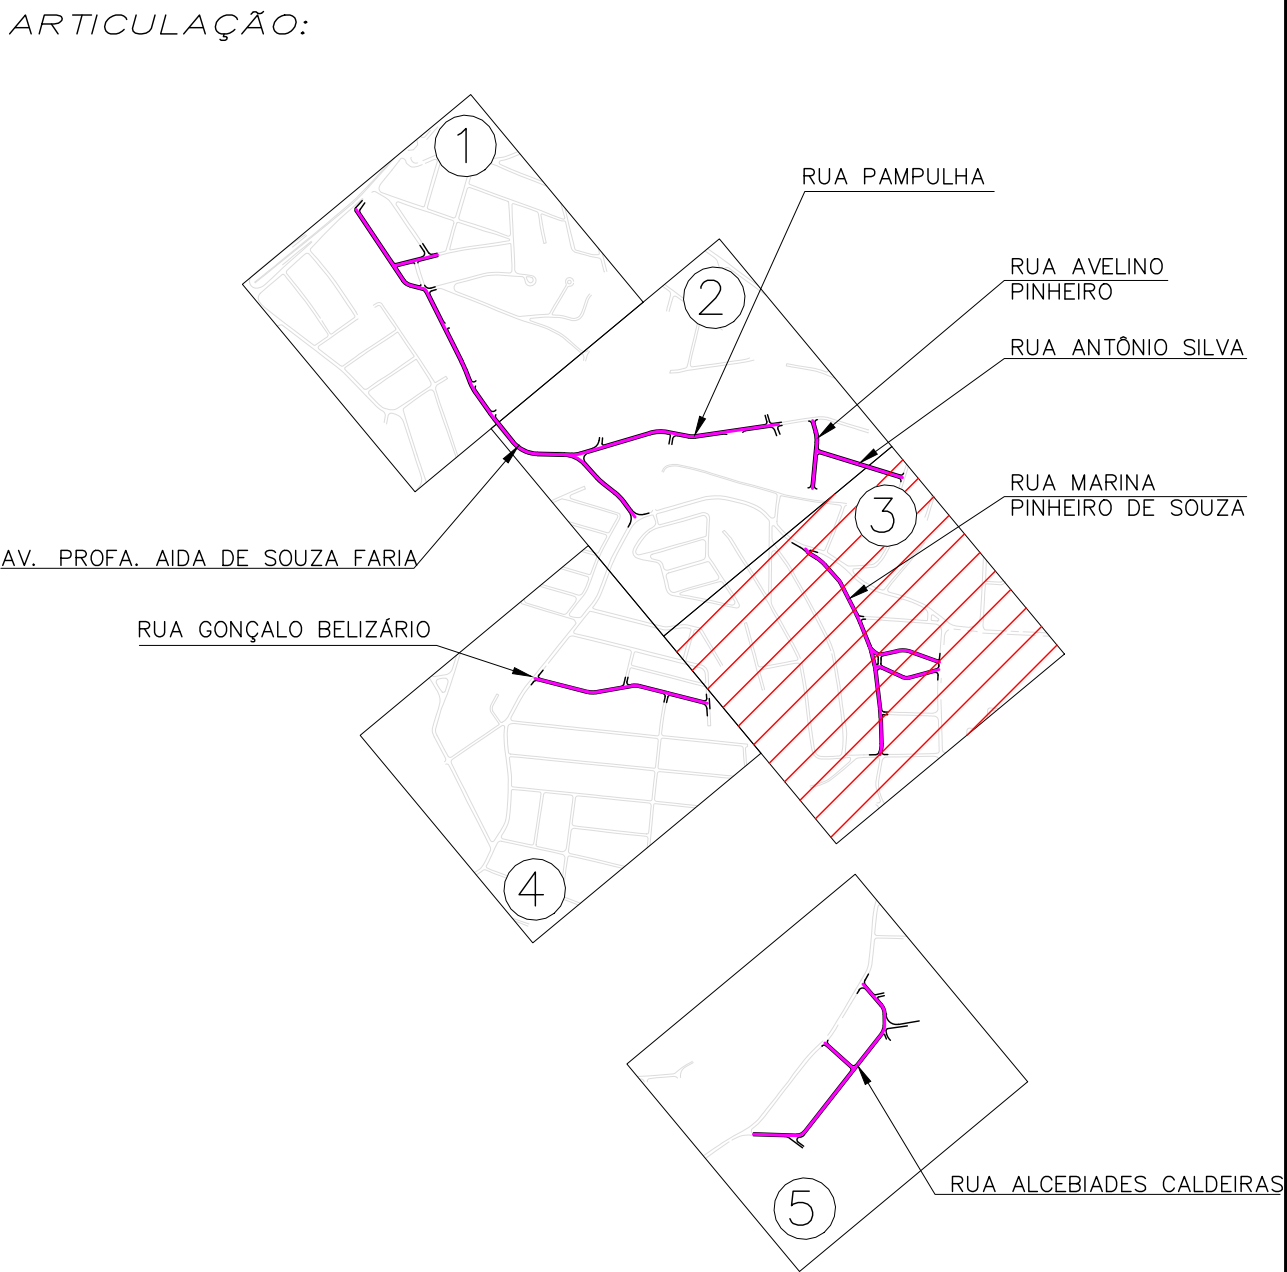 ARTICULAÇÃO:
1
RUA PAMPULHA
2
RUA AVELINO
PINHEIRO
RUA ANTÔNIO SILVA
RUA MARINA
PINHEIRO DE SOUZA
3
AV. PROFA. AIDA DE SOUZA FARIA
RUA GONÇALO BELIZÁRIO
4
RUA ALCEBIADES CALDEIRAS
5